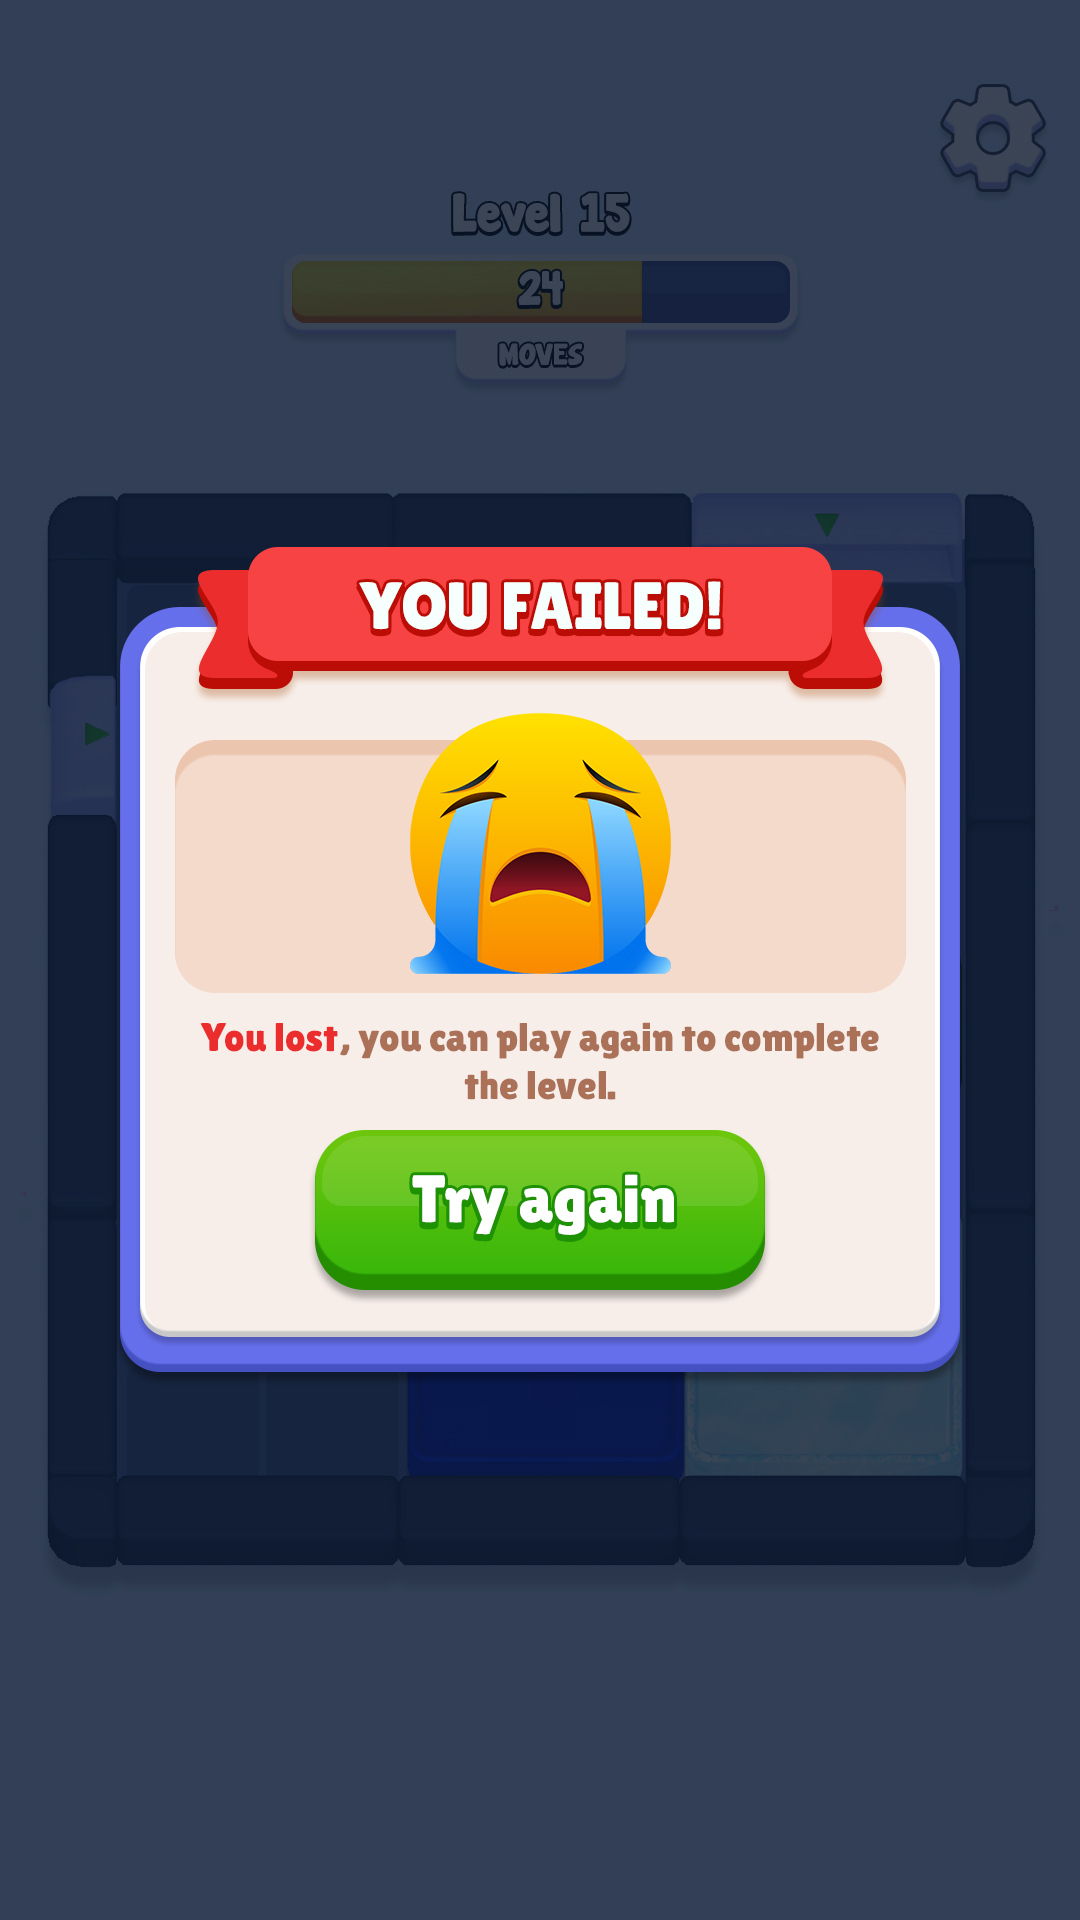 Level 15
24
MOVES
YOU FAILED!
You lost, you can play again to complete
the level.
Try again